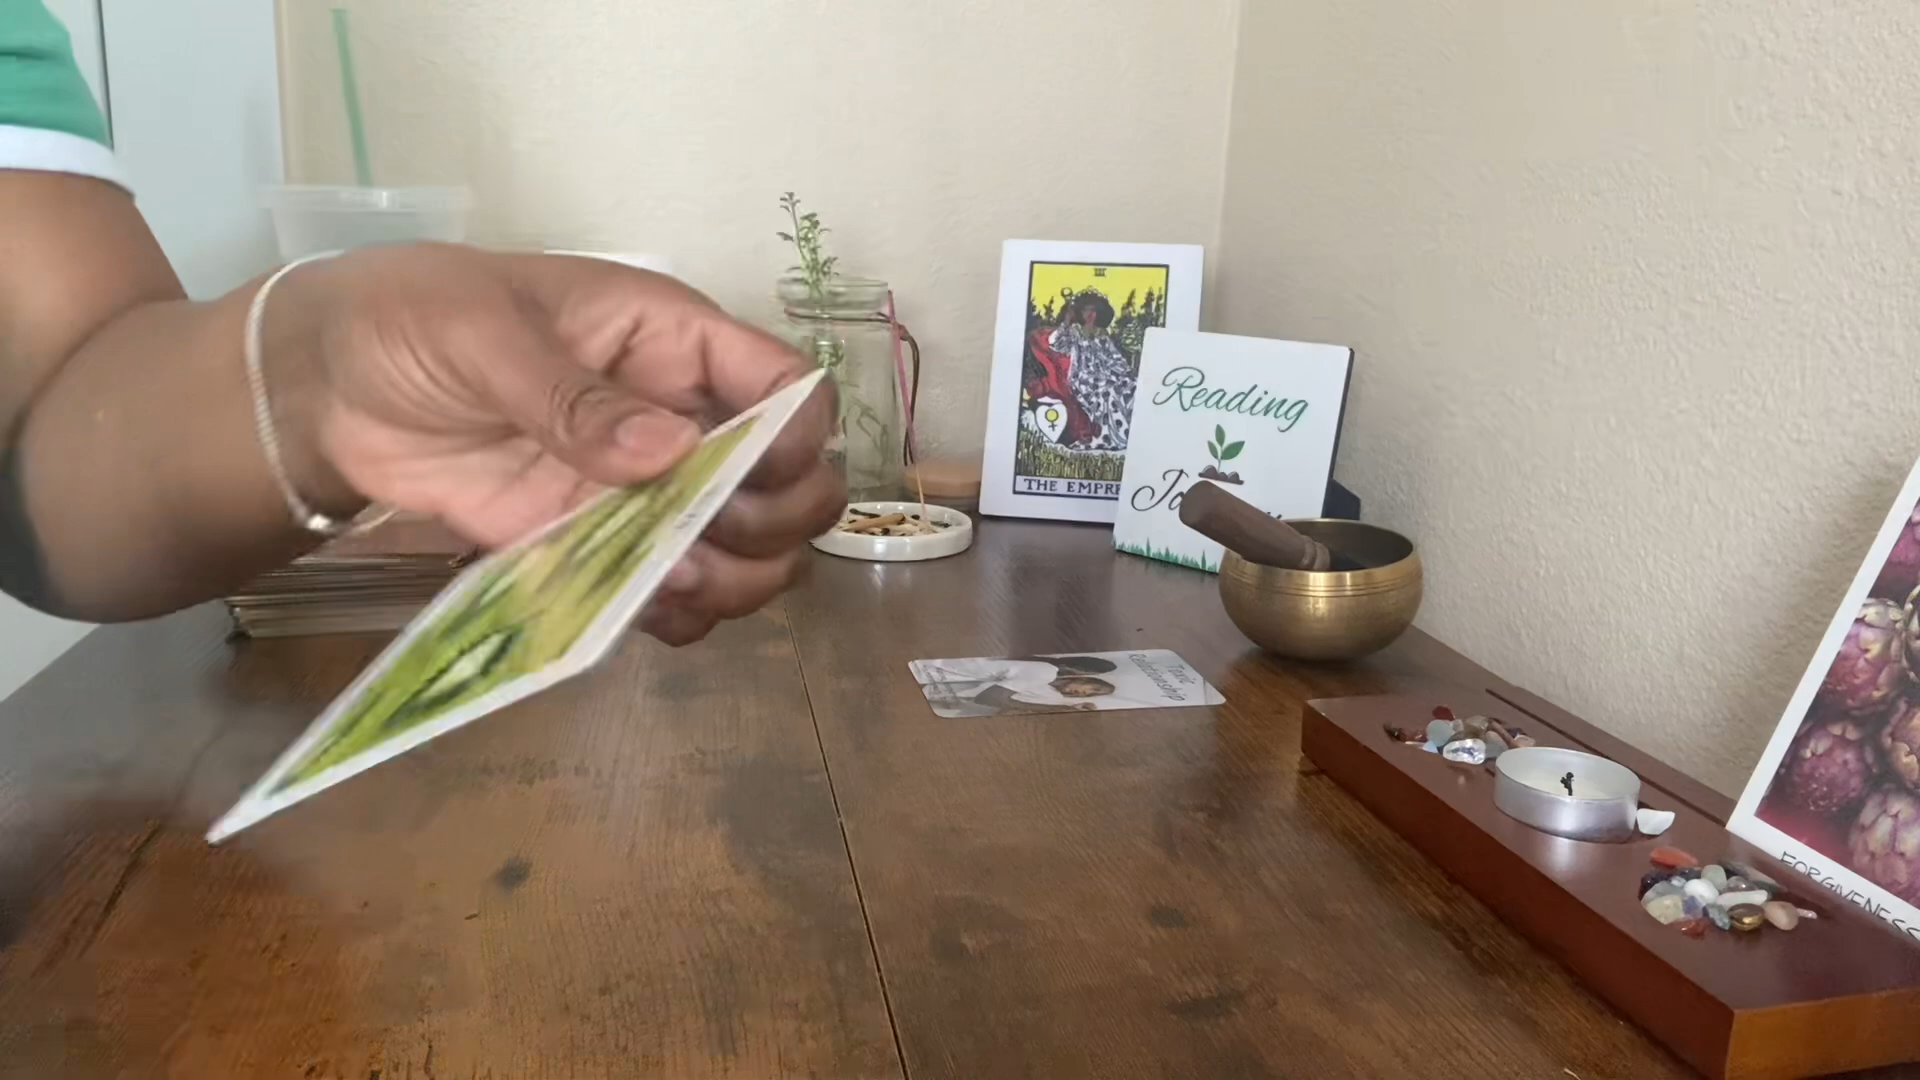 III
THE EMPRE
Reading
Toxic
Relationship
FORGIVENESS